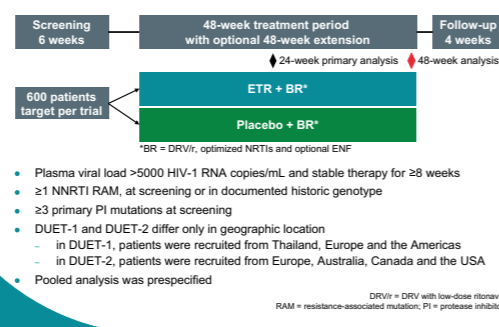 Screening
6 weeks
48-week treatment period
with optional 48-week extension
Follow-up
4 weeks
24-week primary analysis
48-week analysis
600 patients
target per trial
ETR + BR*
Placebo + BR*
*BR = DRV/r, optimized NRTIs and optional ENF
• Plasma viral load >5000 HIV-1 RNA copies/mL and stable therapy for ≥8 weeks
• ≥1 NNRTI RAM, at screening or in documented historic genotype
• ≥3 primary PI mutations at screening
• DUET-1 and DUET-2 differ only in geographic location
– in DUET-1, patients were recruited from Thailand, Europe and the Americas
– in DUET-2, patients were recruited from Europe, Australia, Canada and the USA
• Pooled analysis was prespecified
DRV/r = DRV with low-dose ritonav
RAM = resistance-associated mutation; PI = protease inhibito